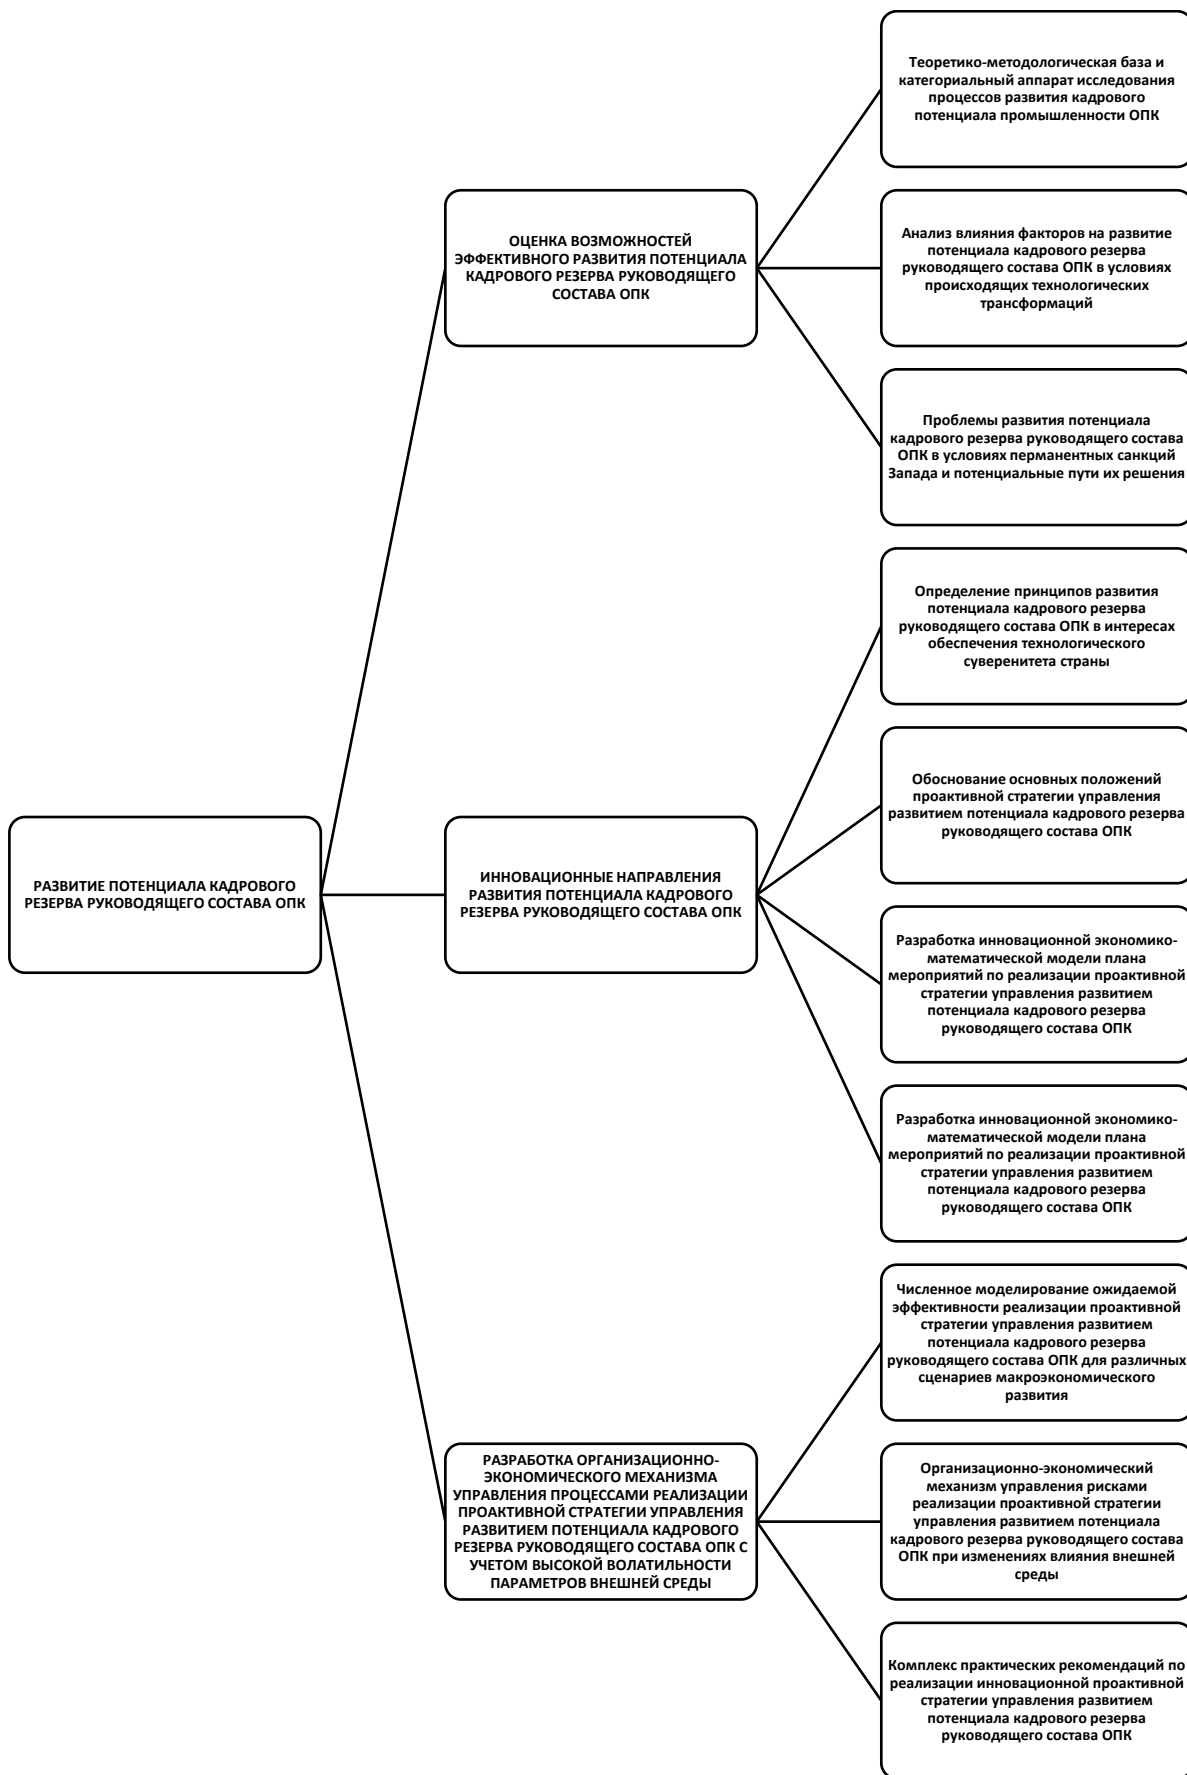 РАЗВИТИЕ ПОТЕНЦИАЛА КАДРОВОГО
РЕЗЕРВА РУКОВОДЯЩЕГО СОСТАВА ОПК
ОЦЕНКА ВОЗМОЖНОСТЕЙ
ЭФФЕКТИВНОГО РАЗВИТИЯ ПОТЕНЦИАЛА
КАДРОВОГО РЕЗЕРВА РУКОВОДЯЩЕГО
СОСТАВА ОПК
Теоретико-методологическая база и
категориальный аппарат исследования
процессов развития кадрового
потенциала промышленности ОПК
Анализ влияния факторов на развитие
потенциала кадрового резерва
руководящего состава ОПК в условиях
происходящих технологических
трансформаций
Проблемы развития потенциала
кадрового резерва руководящего состава
ОПК в условиях перманентных санкций
Запада и потенциальные пути их решения
ИННОВАЦИОННЫЕ НАПРАВЛЕНИЯ
РАЗВИТИЯ ПОТЕНЦИАЛА КАДРОВОГО
РЕЗЕРВА РУКОВОДЯЩЕГО СОСТАВА ОПК
Определение принципов развития
потенциала кадрового резерва
руководящего состава ОПК в интересах
обеспечения технологического
суверенитета страны
Обоснование основных положений
проактивной стратегии управления
развитием потенциала кадрового резерва
руководящего состава ОПК
Разработка инновационной экономико-
математической модели плана
мероприятий по реализации проактивной
стратегии управления развитием
потенциала кадрового резерва
руководящего состава ОПК
Разработка инновационной экономико-
математической модели плана
мероприятий по реализации проактивной
стратегии управления развитием
потенциала кадрового резерва
руководящего состава ОПК
РАЗРАБОТКА ОРГАНИЗАЦИОННО-
ЭКОНОМИЧЕСКОГО МЕХАНИЗМА
УПРАВЛЕНИЯ ПРОЦЕССАМИ РЕАЛИЗАЦИИ
ПРОАКТИВНОЙ СТРАТЕГИИ УПРАВЛЕНИЯ
РАЗВИТИЕМ ПОТЕНЦИАЛА КАДРОВОГО
РЕЗЕРВА РУКОВОДЯЩЕГО СОСТАВА ОПК С
УЧЕТОМ ВЫСОКОЙ ВОЛАТИЛЬНОСТИ
ПАРАМЕТРОВ ВНЕШНЕЙ СРЕДЫ
Численное моделирование ожидаемой
эффективности реализации проактивной
стратегии управления развитием
потенциала кадрового резерва
руководящего состава ОПК для различных
сценариев макроэкономического
развития
Организационно-экономический
механизм управления рисками
реализации проактивной стратегии
управления развитием потенциала
кадрового резерва руководящего состава
ОПК при изменениях влияния внешней
среды
Комплекс практических рекомендаций по
реализации инновационной проактивной
стратегии управления развитием
потенциала кадрового резерва
руководящего состава ОПК